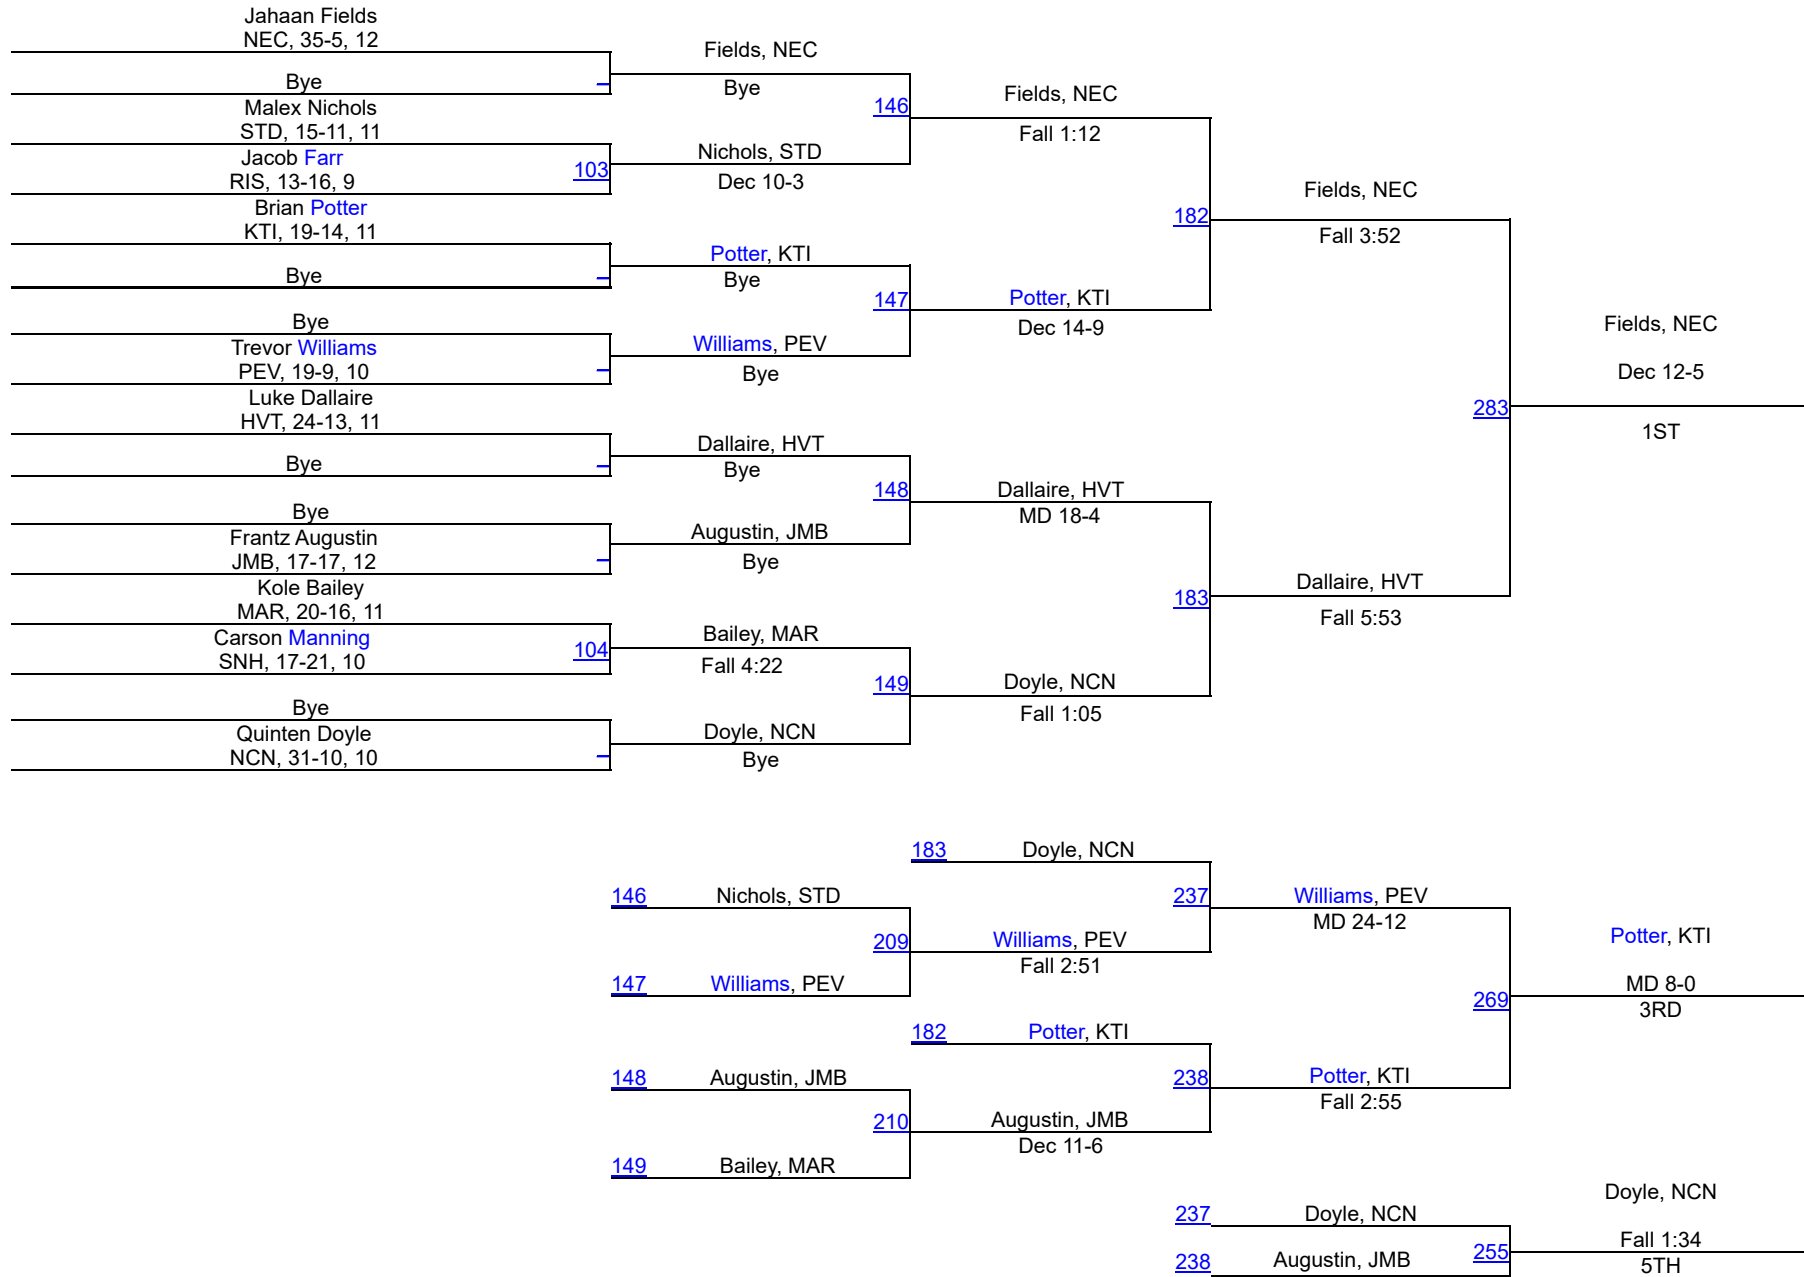 Jahaan Fields
NEC, 35-5, 12
Bye
Malex Nichols
STD, 15-11, 11
Jacob Farr
RIS, 13-16, 9
103
Brian Potter
KTI, 19-14, 11
Bye
Bye
Trevor Williams
PEV, 19-9, 10
Luke Dallaire
HVT, 24-13, 11
Bye
Bye
Frantz Augustin
JMB, 17-17, 12
Kole Bailey
MAR, 20-16, 11
Carson Manning
SNH, 17-21, 10
104
Bye
Quinten Doyle
NCN, 31-10, 10
Fields, NEC
Bye
146
Nichols, STD
Dec 10-3
Potter, KTI
Bye
147
Williams, PEV
Bye
Dallaire, HVT
Bye
148
Augustin, JMB
Bye
Bailey, MAR
Fall 4:22
149
Doyle, NCN
Bye
Fields, NEC
Fall 1:12
182
Potter, KTI
Dec 14-9
Dallaire, HVT
MD 18-4
183
Doyle, NCN
Fall 1:05
Fields, NEC
Fall 3:52
283
Dallaire, HVT
Fall 5:53
Fields, NEC
Dec 12-5
1ST
183 Doyle, NCN
146 Nichols, STD
237
Williams, PEV
MD 24-12
209
Williams, PEV
Fall 2:51
147 Williams, PEV
Potter, KTI
MD 8-0
269
3RD
182 Potter, KTI
148 Augustin, JMB
238
Potter, KTI
Fall 2:55
210
Augustin, JMB
Dec 11-6
149 Bailey, MAR
237 Doyle, NCN
238 Augustin, JMB
255
Doyle, NCN
Fall 1:34
5TH